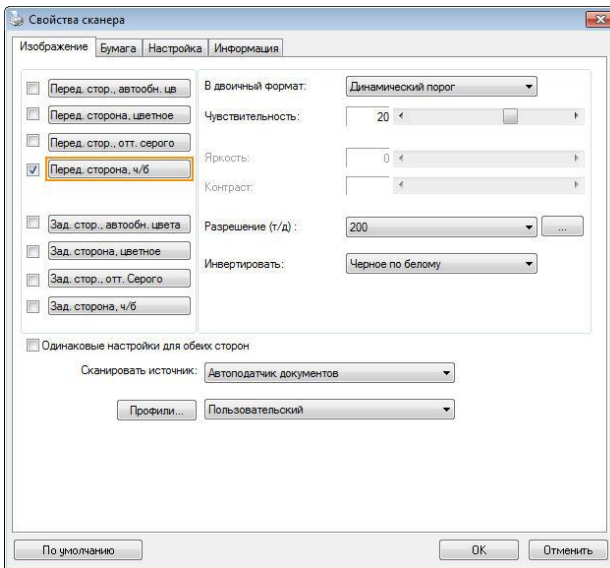 Свойства сканера
Изображение Бумага Настройка Информация
Перед. стор., автообн. цв
Перед. сторона, цветное
Перед. стор., отт. серого
Перед. сторона, ч/б
Зад. стор., автообн. цвета
Зад. сторона, цветное
Зад. стор., отт. Серого
Зад. сторона, ч/б
В двоичный формат: Динамический порог
Чувствительность: 20
Яркость: 0
Контраст:
Разрешение (т/д) : 200 ...
Инвертировать: Черное по белому
Одинаковые настройки для обеих сторон
Сканировать источник: Автоподатчик документов
Профили... Пользовательский
По умолчанию OK Отменить